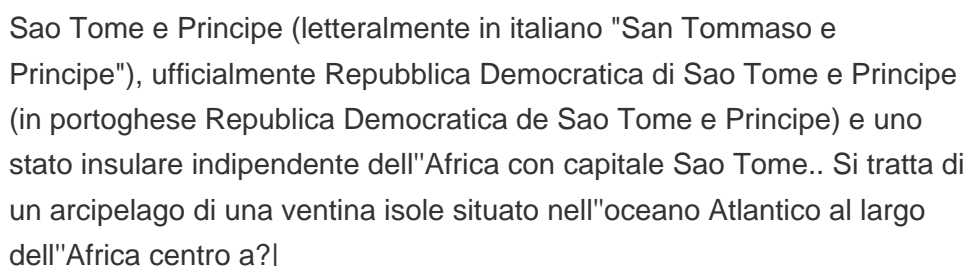 Sao Tome e Principe (letteralmente in italiano "San Tommaso e
Principe"), ufficialmente Repubblica Democratica di Sao Tome e Principe
(in portoghese Republica Democratica de Sao Tome e Principe) e uno
stato insulare indipendente dell''Africa con capitale Sao Tome.. Si tratta di
un arcipelago di una ventina isole situato nell''oceano Atlantico al largo
dell''Africa centro a?|